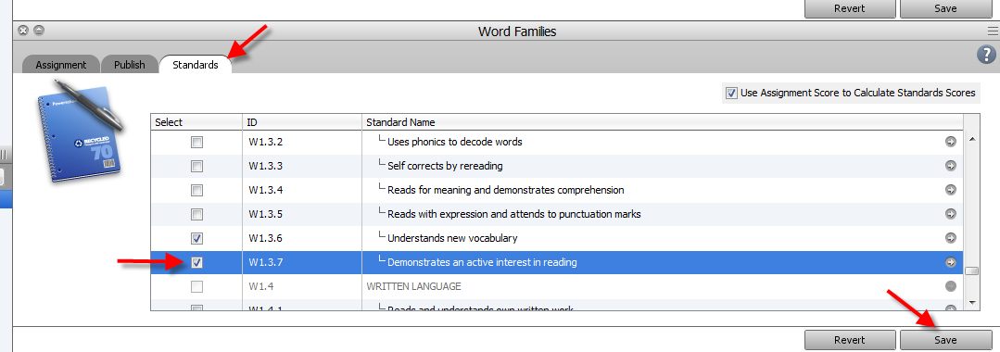 Revert Save
Word Families
Assignment Publish Standards
?
Use Assignment Score to Calculate Standards Scores
RECYCLED
70
Select ID Standard Name
W1.3.2 Uses phonics to decode words
W1.3.3 Self corrects by rereading
W1.3.4 Reads for meaning and demonstrates comprehension
W1.3.5 Reads with expression and attends to punctuation marks
W1.3.6 Understands new vocabulary
W1.3.7 Demonstrates an active interest in reading
W1.4 WRITTEN LANGUAGE
W1.4.1 Reads and understands own written work
Revert Save